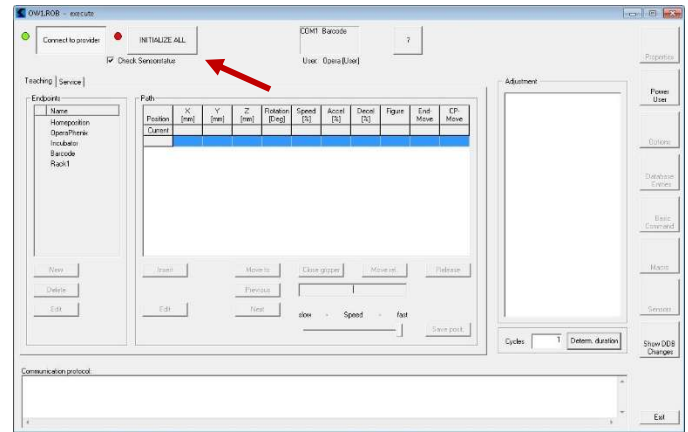 OWLROB - execute
Connect to provider
INITIALIZE ALL
COM1 Barcode
?
User: Opera [User]
Check Sensorstatus
Properties
Teaching
Service
Adjustment
Power User
Endpoints
Name
Homeposition
OperaPhenix
Incubator
Barcode
Rack1
Path
Position
X [mm]
Y [mm]
Z [mm]
Rotation [Deg]
Speed [%]
Accel [%]
Decel [%]
Figure
End-Move
CP-Move
Current
Options
Database Entries
Basic Command
New
Insert
Move to
Close gripper
Move rel.
Release
Macro
Delete
Previous
Edit
Edit
Next
slow - Speed - fast
Save posit.
Sensors
Cycles 1
Determ. duration
Show DDB Changes
Communication protocol:
Exit